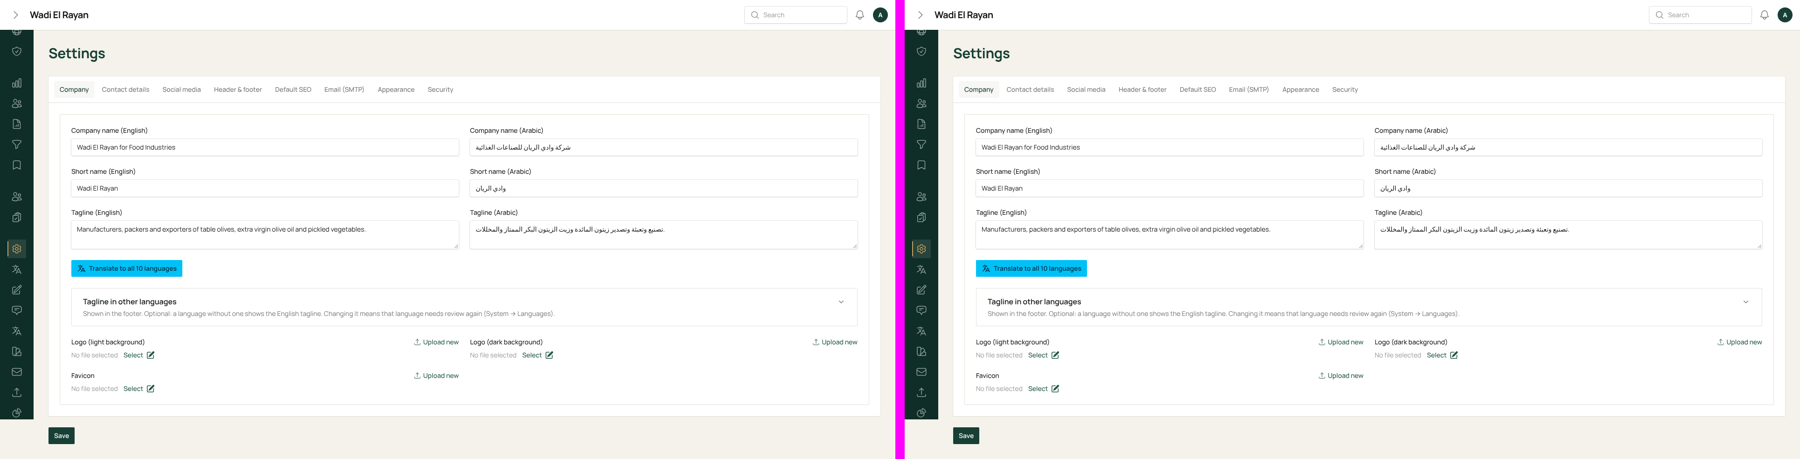 Wadi El Rayan
Search
A
Settings
Company Contact details Social media Header & footer Default SEO Email (SMTP) Appearance Security
Company name (English) Company name (Arabic)
Wadi El Rayan for Food Industries شركة وادي الريان للصناعات الغذائية
Short name (English) Short name (Arabic)
Wadi El Rayan وادي الريان
Tagline (English) Tagline (Arabic)
Manufacturers, packers and exporters of table olives, extra virgin olive oil and pickled vegetables. تصنيع وتعبئة وتصدير زيتون المائدة وزيت الزيتون البكر الممتاز والمخللات.
Translate to all 10 languages
Tagline in other languages
Shown in the footer. Optional: a language without one shows the English tagline. Changing it means that language needs review again (System → Languages).
Logo (light background) Upload new Logo (dark background) Upload new
No file selected Select No file selected Select
Favicon Upload new
No file selected Select
Save
Wadi El Rayan
Search
A
Settings
Company Contact details Social media Header & footer Default SEO Email (SMTP) Appearance Security
Company name (English) Company name (Arabic)
Wadi El Rayan for Food Industries شركة وادي الريان للصناعات الغذائية
Short name (English) Short name (Arabic)
Wadi El Rayan وادي الريان
Tagline (English) Tagline (Arabic)
Manufacturers, packers and exporters of table olives, extra virgin olive oil and pickled vegetables. تصنيع وتعبئة وتصدير زيتون المائدة وزيت الزيتون البكر الممتاز والمخللات.
Translate to all 10 languages
Tagline in other languages
Shown in the footer. Optional: a language without one shows the English tagline. Changing it means that language needs review again (System → Languages).
Logo (light background) Upload new Logo (dark background) Upload new
No file selected Select No file selected Select
Favicon Upload new
No file selected Select
Save